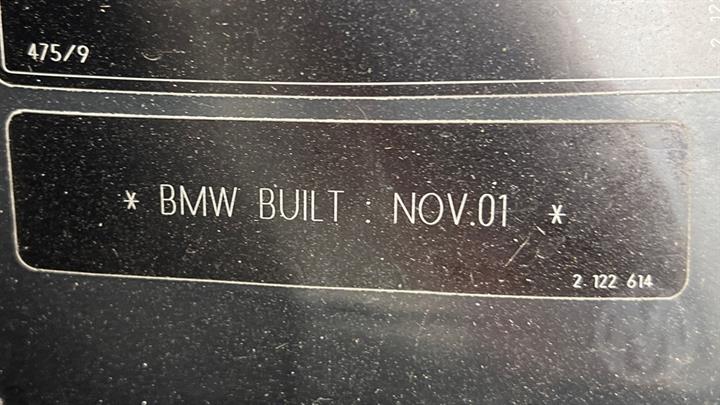 475/9
* BMW BUILT : NOV.01 *
2 122 614